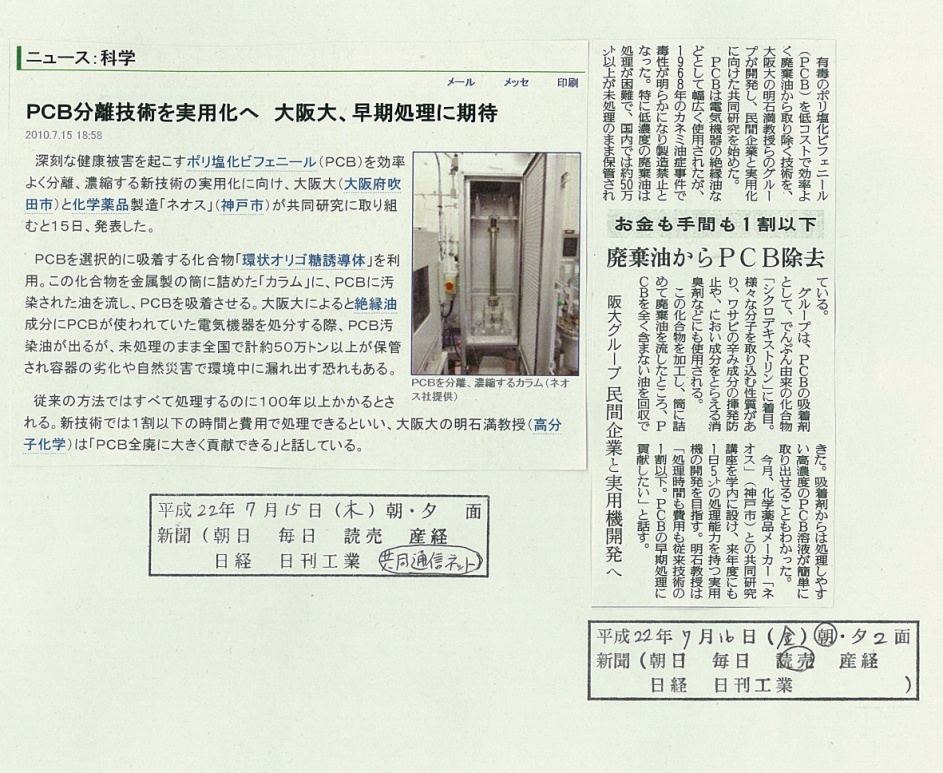 ニュース：科学
メール　メッセ　印刷
PCB分離技術を実用化へ　大阪大、早期処理に期待
2010.7.15 18:58
深刻な健康被害を起こすポリ塩化ビフェニール（PCB）を効率
よく分離、濃縮する新技術の実用化に向け、大阪大（大阪府吹
田市）と化学薬品製造「ネオス」（神戸市）が共同研究に取り組
むと15日、発表した。
PCBを選択的に吸着する化合物「環状オリゴ糖誘導体」を利
用。この化合物を金属製の筒に詰めた「カラム」に、PCBに汚
染された油を流し、PCBを吸着させる。大阪大によると絶縁油
成分にPCBが使われていた電気機器を処分する際、PCB汚
染油が出るが、未処理のまま全国で計約50万トン以上が保管
され容器の劣化や自然災害で環境中に漏れ出す恐れもある。
従来の方法ではすべて処理するのに100年以上かかるとさ
れる。新技術では1割以下の時間と費用で処理できるといい、大阪大の明石満教授（高分
子化学）は「PCB全廃に大きく貢献できる」と話している。
PCBを分離、濃縮するカラム（ネオ
ス社提供）
平成22年7月15日（木）朝・夕　面
新聞（朝日　毎日　読売　産経
日経　日刊工業　共同通信ネット）
お金も手間も1割以下
廃棄油からPCB除去
阪大グループ　民間企業と実用機開発へ
有毒のポリ塩化ビフェニール
（PCB）を低コストで効率よ
く廃棄油から取り除く技術を、
大阪大の明石満教授らのグルー
プが開発し、民間企業と実用化
に向けた共同研究を始めた。
PCBは電気機器の絶縁油な
どとして幅広く使用されたが、
1968年のカネミ油症事件で
毒性が明らかになり製造禁止と
なった。特に低濃度の廃棄油は
処理が困難で、国内では約50万
㌧以上が未処理のまま保管され
ている。
グループは、PCBの吸着剤
として、でんぷん由来の化合物
「シクロデキストリン」に着目。
様々な分子を取り込む性質があ
り、ワサビの辛み成分の揮発防
止や、におい成分をとらえる消
臭剤などにも使用される。
この化合物を加工し、筒に詰
めて廃棄油を流したところ、P
CBを全く含まない油を回収で
きた。吸着剤からは処理しやす
い高濃度のPCB溶液が簡単に
取り出せることもわかった。
今月、化学薬品メーカー「ネ
オス」（神戸市）との共同研究
講座を学内に設け、来年度にも
1日5㌧の処理能力を持つ実用
機の開発を目指す。明石教授は
「処理時間も費用も従来技術の
1割以下。PCBの早期処理に
貢献したい」と話す。
平成22年7月16日（金）朝・夕2面
新聞（朝日　毎日　読売　産経
日経　日刊工業　）